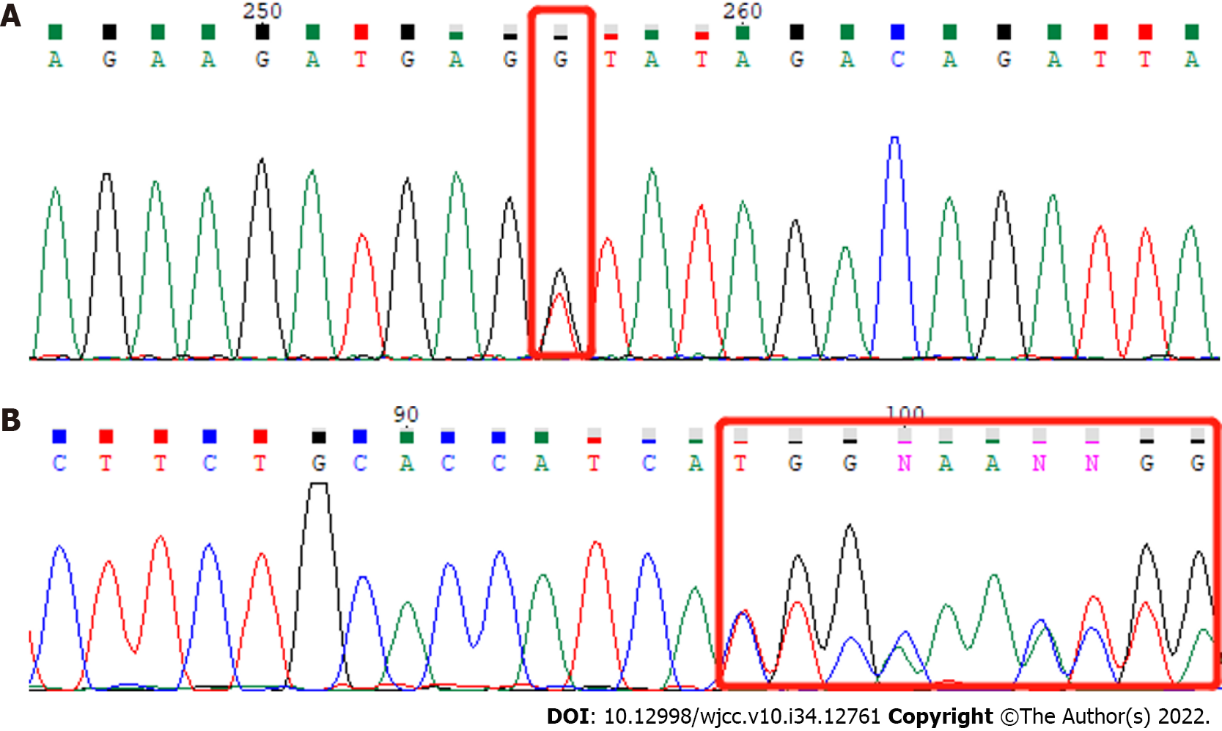 A
250 260
A G A A G A T G A G G T A T A G A C A G A T T A
B
90 100
C T T C T G C A C C A T C A T G G N A A N N G G
DOI: 10.12998/wjcc.v10.i34.12761 Copyright ©The Author(s) 2022.